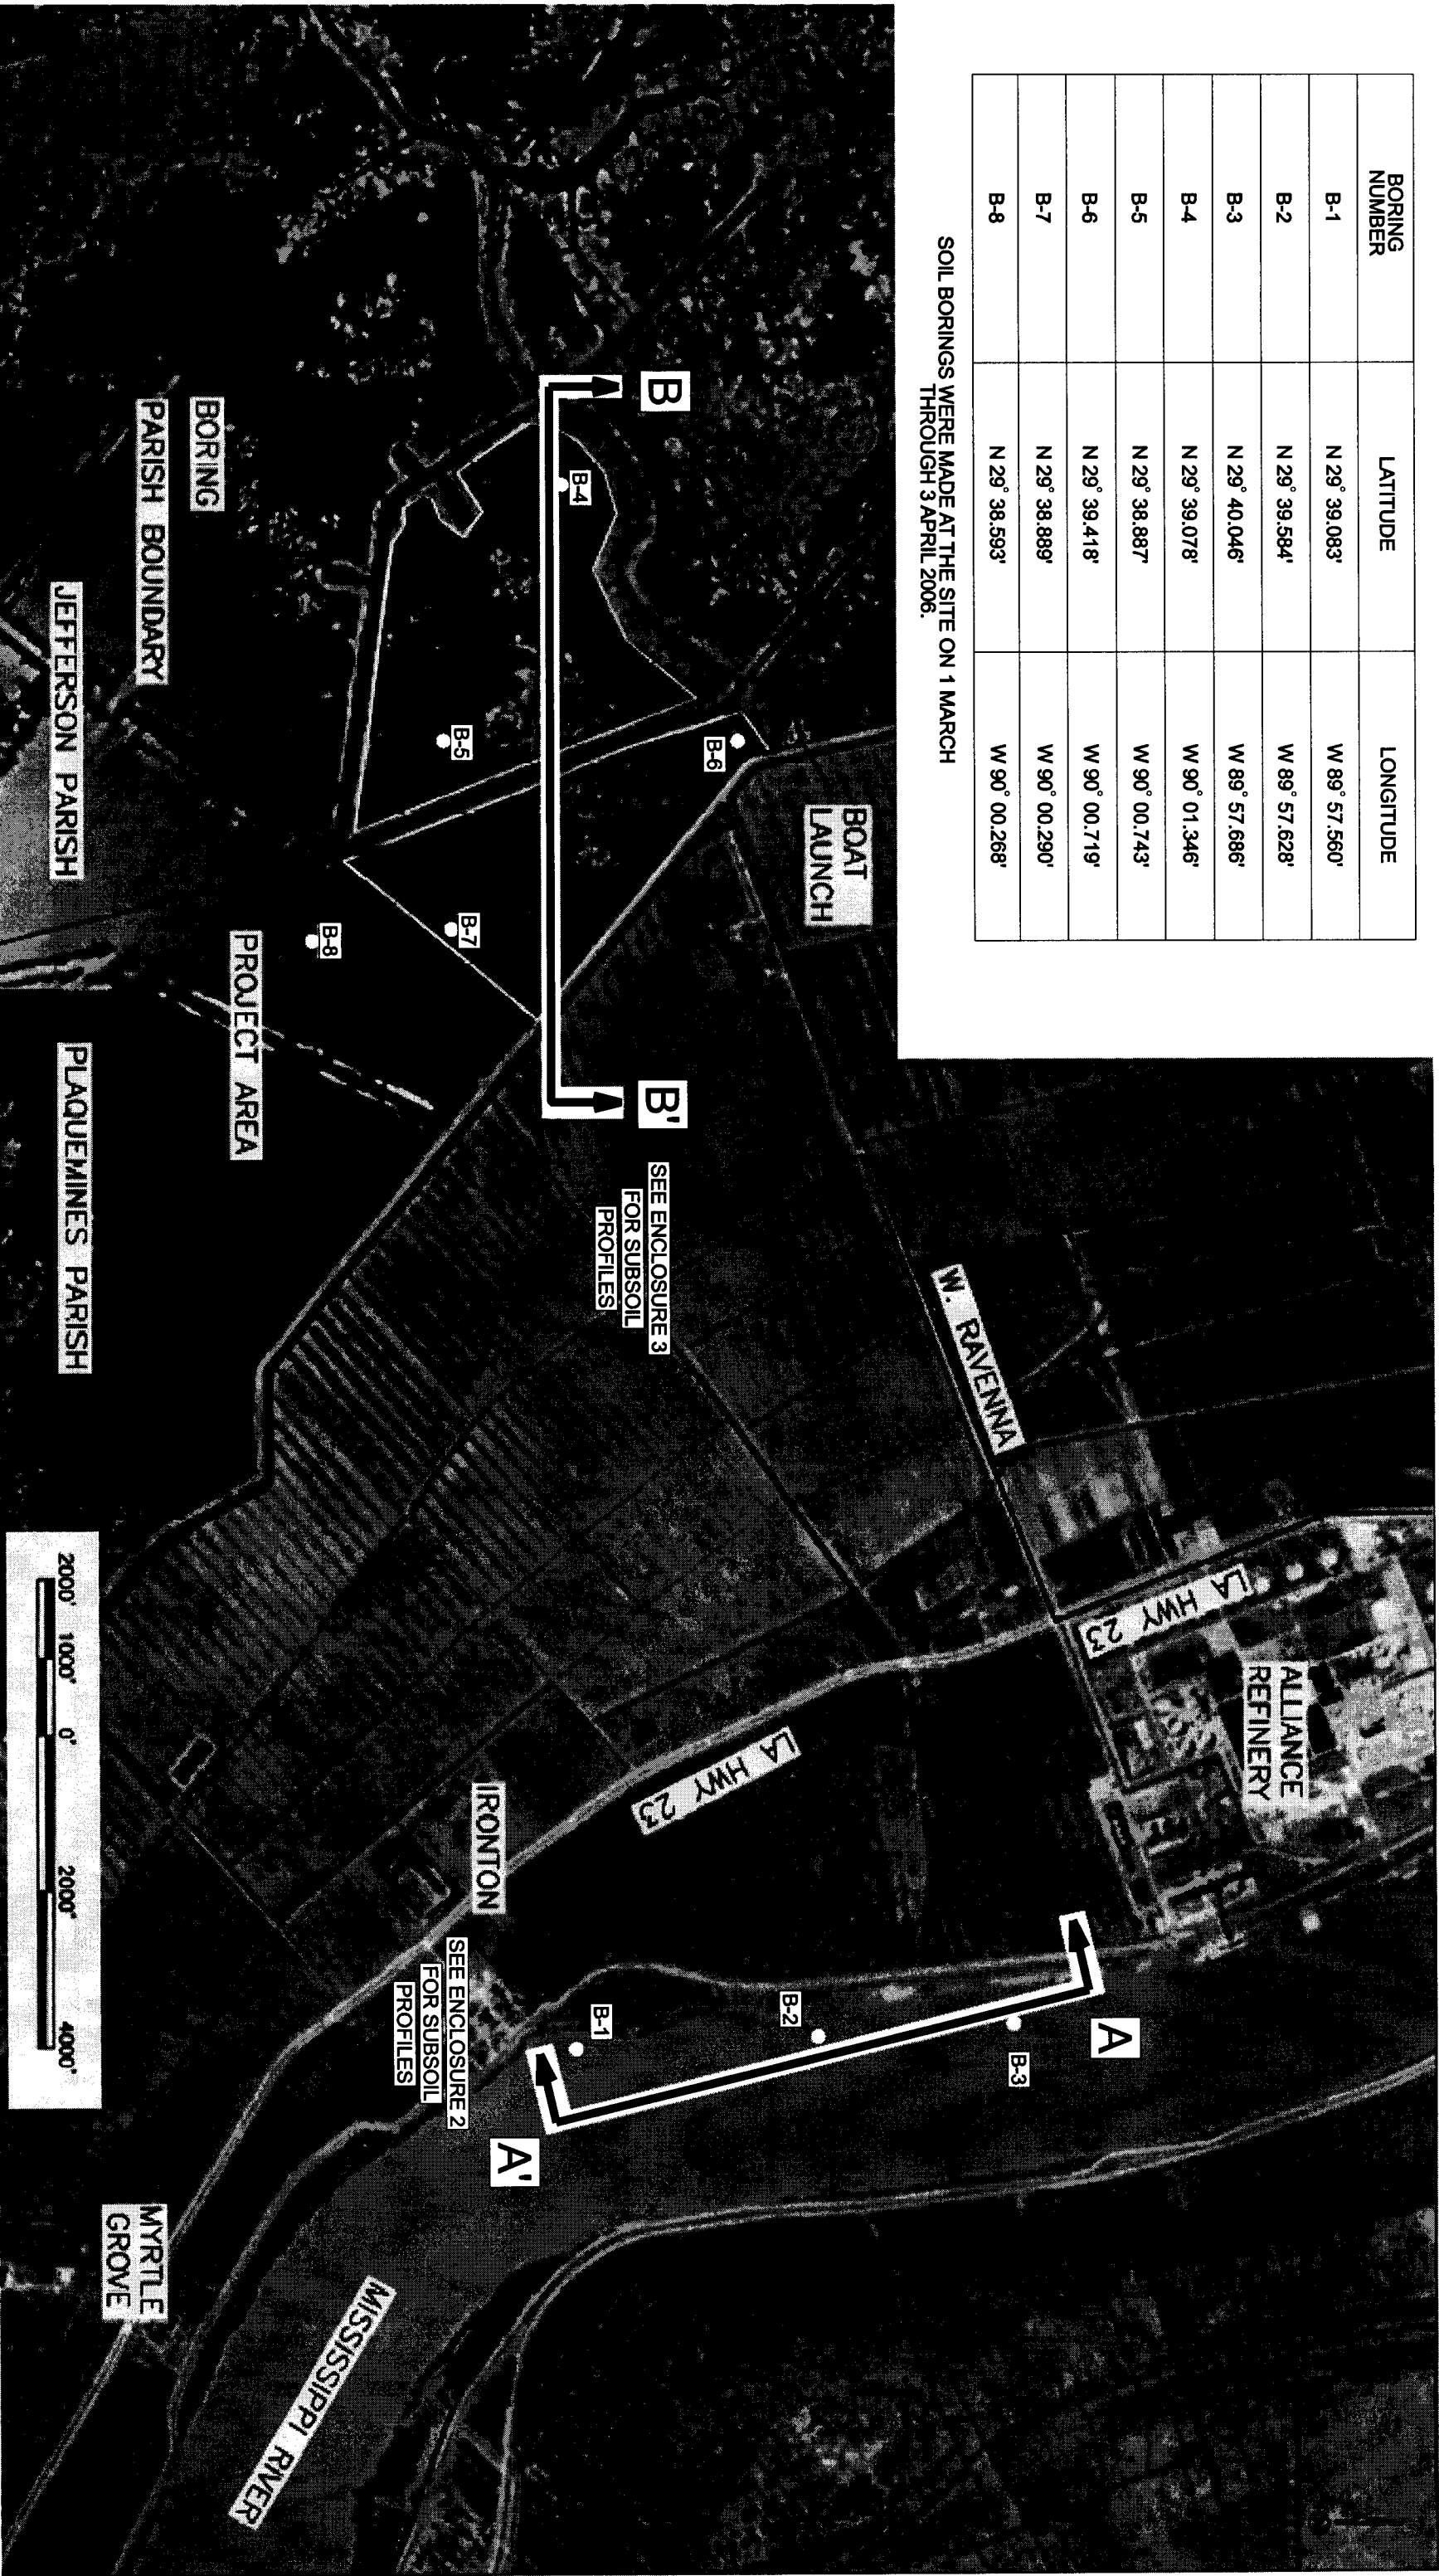 BORING NUMBER LATITUDE LONGITUDE
B-1 N 29° 39.083' W 89° 57.560'
B-2 N 29° 39.584' W 89° 57.628'
B-3 N 29° 40.046' W 89° 57.686'
B-4 N 29° 39.078' W 90° 01.346'
B-5 N 29° 38.887' W 90° 00.743'
B-6 N 29° 39.418' W 90° 00.719'
B-7 N 29° 38.889' W 90° 00.290'
B-8 N 29° 38.593' W 90° 00.268'
SOIL BORINGS WERE MADE AT THE SITE ON 1 MARCH
THROUGH 3 APRIL 2006.
ALLIANCE
REFINERY
LA HWY 23
A
B-3
W. RAVENNA
BOAT
LAUNCH
B-2
LA HWY 23
B-6
B
B'
SEE ENCLOSURE 3
FOR SUBSOIL
PROFILES
B-4
B-1
A'
IRONTON
B-5
B-7
SEE ENCLOSURE 2
FOR SUBSOIL
PROFILES
B-8
MISSISSIPPI RIVER
PROJECT AREA
BORING
PARISH BOUNDARY
MYRTLE
GROVE
JEFFERSON PARISH
PLAQUEMINES PARISH
2000' 1000' 0' 2000' 4000'